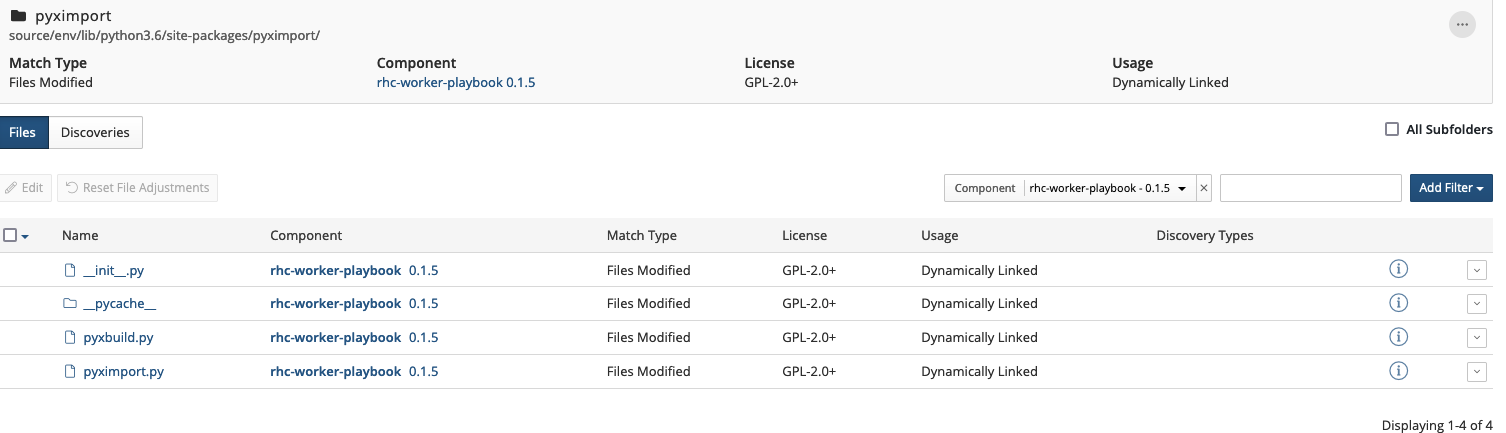 pyximport
source/env/lib/python3.6/site-packages/pyximport/
Match Type Component License Usage
Files Modified rhc-worker-playbook 0.1.5 GPL-2.0+ Dynamically Linked
Files Discoveries All Subfolders
Edit Reset File Adjustments Component rhc-worker-playbook - 0.1.5 × Add Filter
Name Component Match Type License Usage Discovery Types
__init__.py rhc-worker-playbook 0.1.5 Files Modified GPL-2.0+ Dynamically Linked
__pycache__ rhc-worker-playbook 0.1.5 Files Modified GPL-2.0+ Dynamically Linked
pyxbuild.py rhc-worker-playbook 0.1.5 Files Modified GPL-2.0+ Dynamically Linked
pyximport.py rhc-worker-playbook 0.1.5 Files Modified GPL-2.0+ Dynamically Linked
Displaying 1-4 of 4